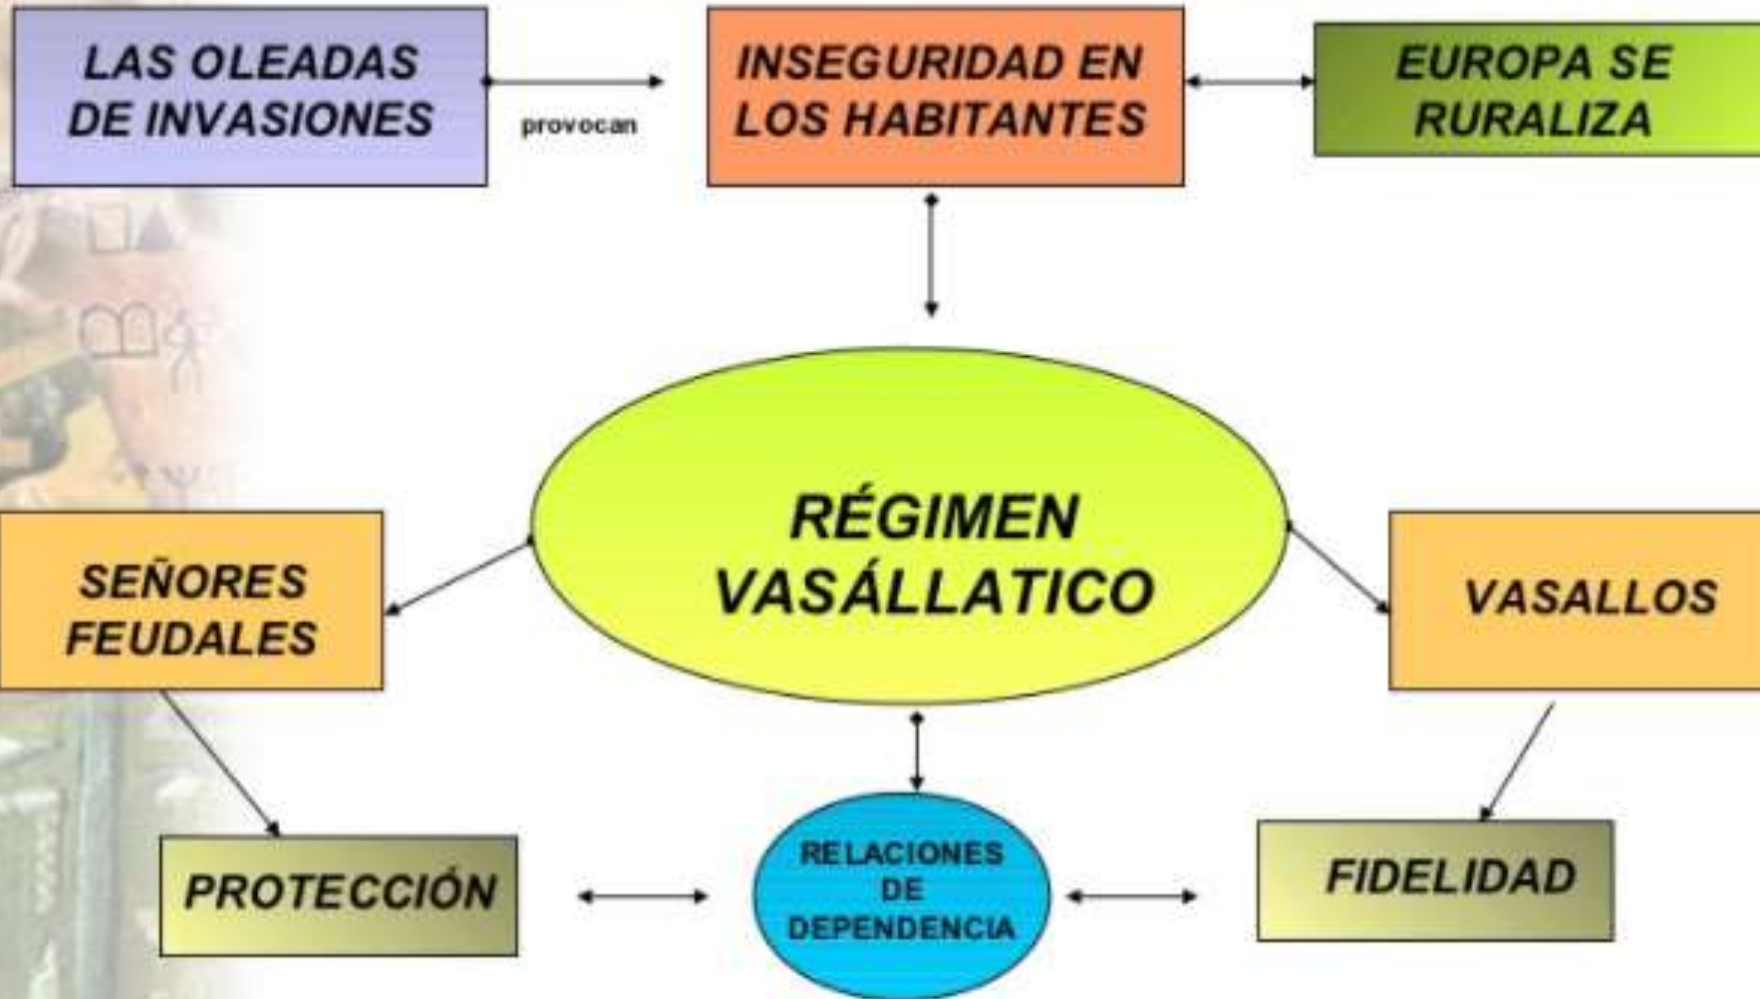 LAS OLEADAS
DE INVASIONES
provocan
INSEGURIDAD EN
LOS HABITANTES
EUROPA SE
RURALIZA
RÉGIMEN
VASÁLLATICO
SEÑORES
FEUDALES
VASALLOS
PROTECCIÓN
RELACIONES
DE
DEPENDENCIA
FIDELIDAD